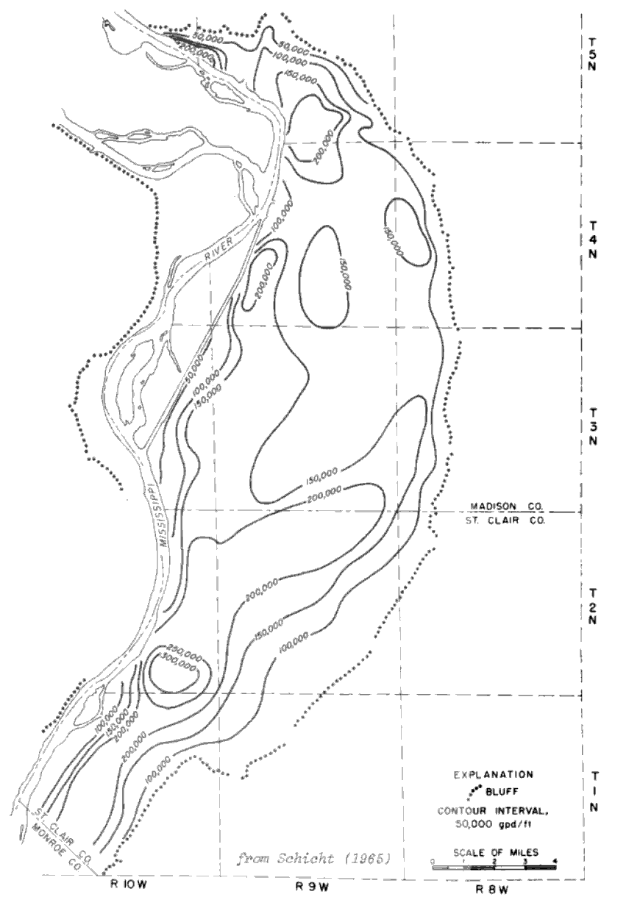 50,000
200,000
50,000
100,000
150,000
T
5
N
200,000
100,000
150,000
RIVER
200,000
150,000
T
4
N
50,000
100,000
150,000
T
3
N
150,000
200,000
MADISON CO.
ST. CLAIR CO.
MISSISSIPPI
200,000
T
2
N
150,000
100,000
250,000
300,000
100,000
150,000
200,000
200,000
100,000
EXPLANATION
BLUFF
CONTOUR INTERVAL,
50,000 gpd/ft
T
1
N
ST. CLAIR CO.
MONROE CO.
from Schicht (1965)
SCALE OF MILES
0 1 2 3 4
R 10 W
R 9 W
R 8 W